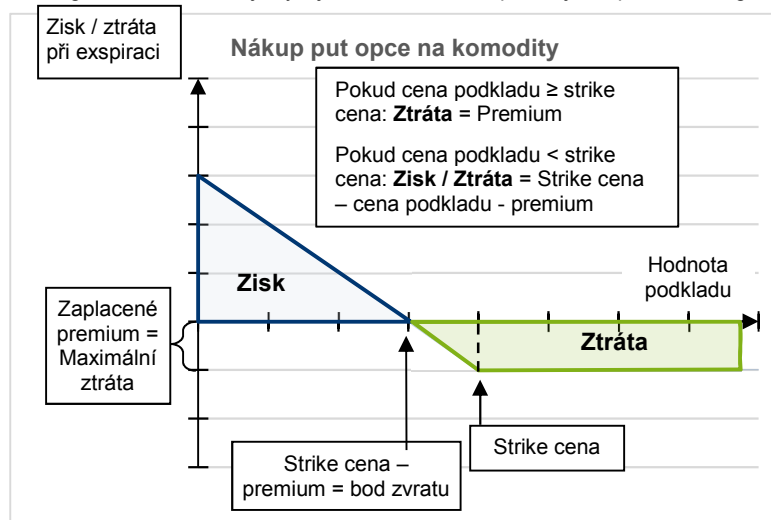 Zisk / ztráta
při exspiraci
Nákup put opce na komodity
Pokud cena podkladu ≥ strike
cena: Ztráta = Premium
Pokud cena podkladu < strike
cena: Zisk / Ztráta = Strike cena
– cena podkladu - premium
Zisk
Hodnota
podkladu
Zaplacené
premium =
Maximální
ztráta
Ztráta
Strike cena –
premium = bod zvratu
Strike cena